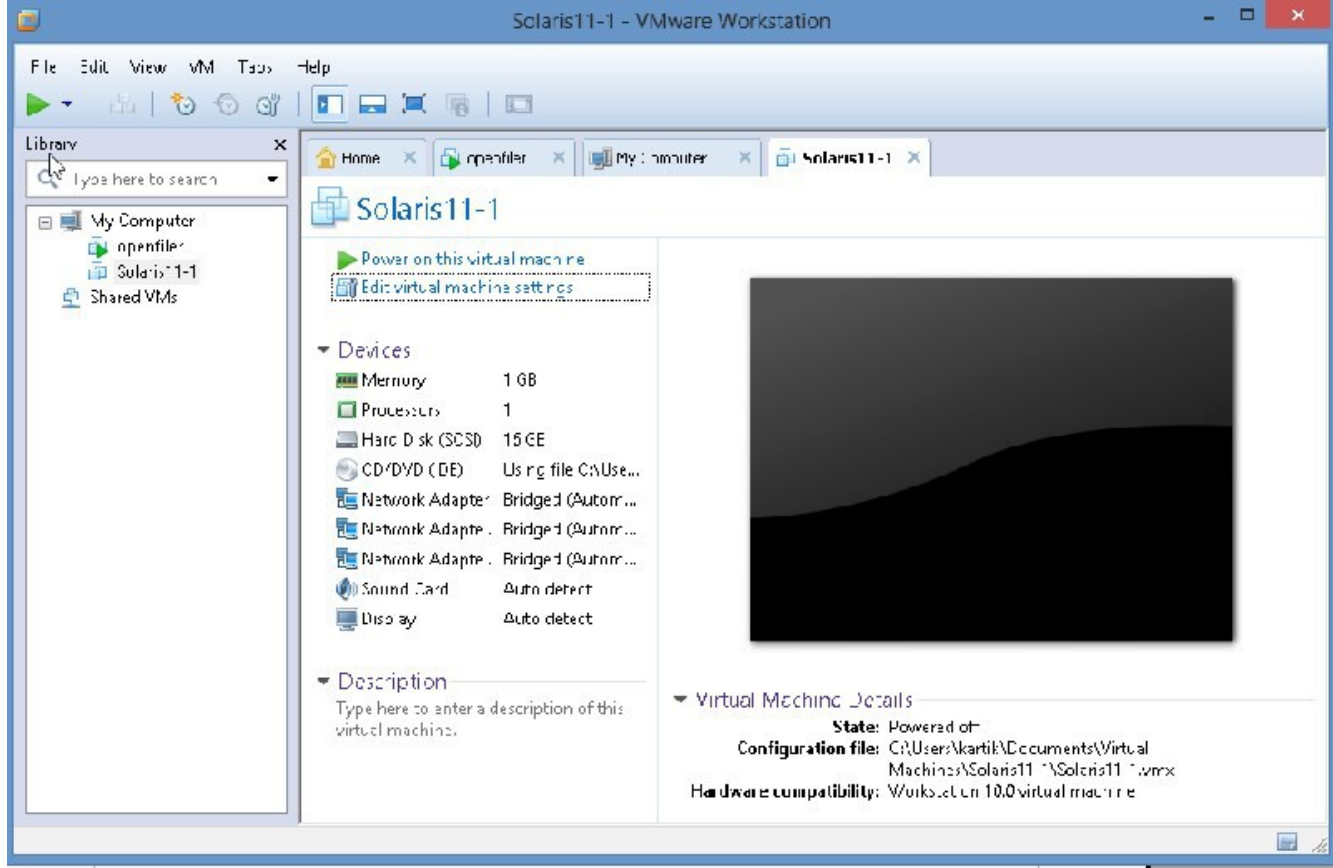 Solaris11-1 - VMware Workstation
File Edit View VM Tabs Help
Library
Type here to search
My Computer
openfiler
Solaris11-1
Shared VMs
Home openfiler My Computer Solaris11-1
Solaris11-1
Power on this virtual machine
Edit virtual machine settings
Devices
Memory 1 GB
Processors 1
Hard Disk (SCSI) 15 GB
CD/DVD (IDE) Using file C:\Use...
Network Adapter Bridged (Autom...
Network Adapte... Bridged (Autom...
Network Adapte... Bridged (Autom...
Sound Card Auto detect
Display Auto detect
Description
Type here to enter a description of this
virtual machine.
Virtual Machine Details
State: Powered off
Configuration file: C:\Users\kartik\Documents\Virtual
Machines\Solaris11-1\Solaris11-1.vmx
Hardware compatibility: Workstation 10.0 virtual machine